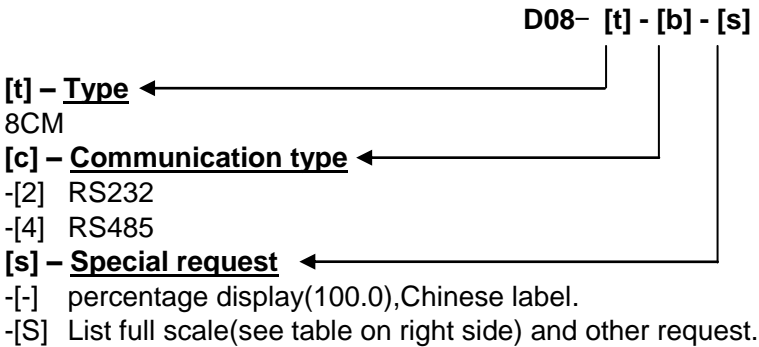 D08– [t] - [b] - [s]
[t] – Type
8CM
[c] – Communication type
-[2] RS232
-[4] RS485
[s] – Special request
-[-] percentage display(100.0),Chinese label.
-[S] List full scale(see table on right side) and other request.